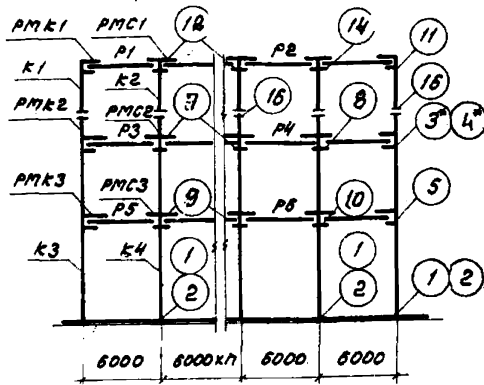 РМК1 РМС1 12 14 11
Р1 Р2
К1 К2 16 16
РМК2 РМС2 7 8 3* 4*
Р3 Р4
РМК3 РМС3 9 10 5
Р5 Р6
К3 К4 1 1 1 2
2 2
6000 6000хп 6000 6000